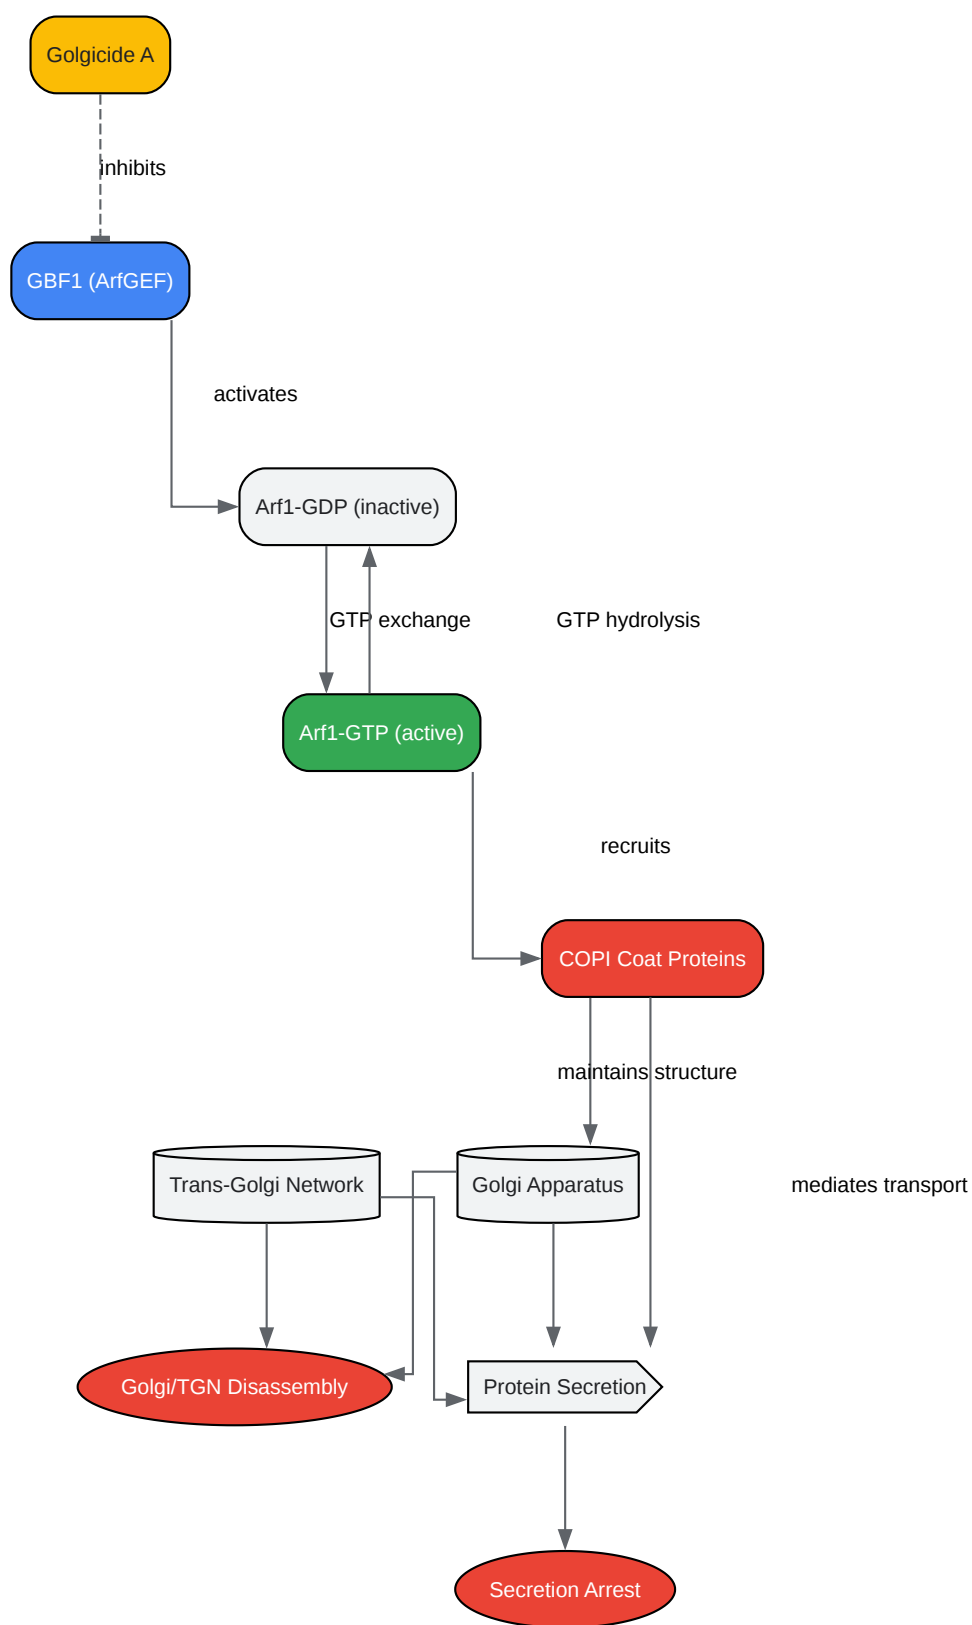 Golgicide A
inhibits
GBF1 (ArfGEF)
activates
Arf1-GDP (inactive)
GTP exchange
GTP hydrolysis
Arf1-GTP (active)
recruits
COPI Coat Proteins
maintains structure
Trans-Golgi Network
Golgi Apparatus
mediates transport
Golgi/TGN Disassembly
Protein Secretion
Secretion Arrest